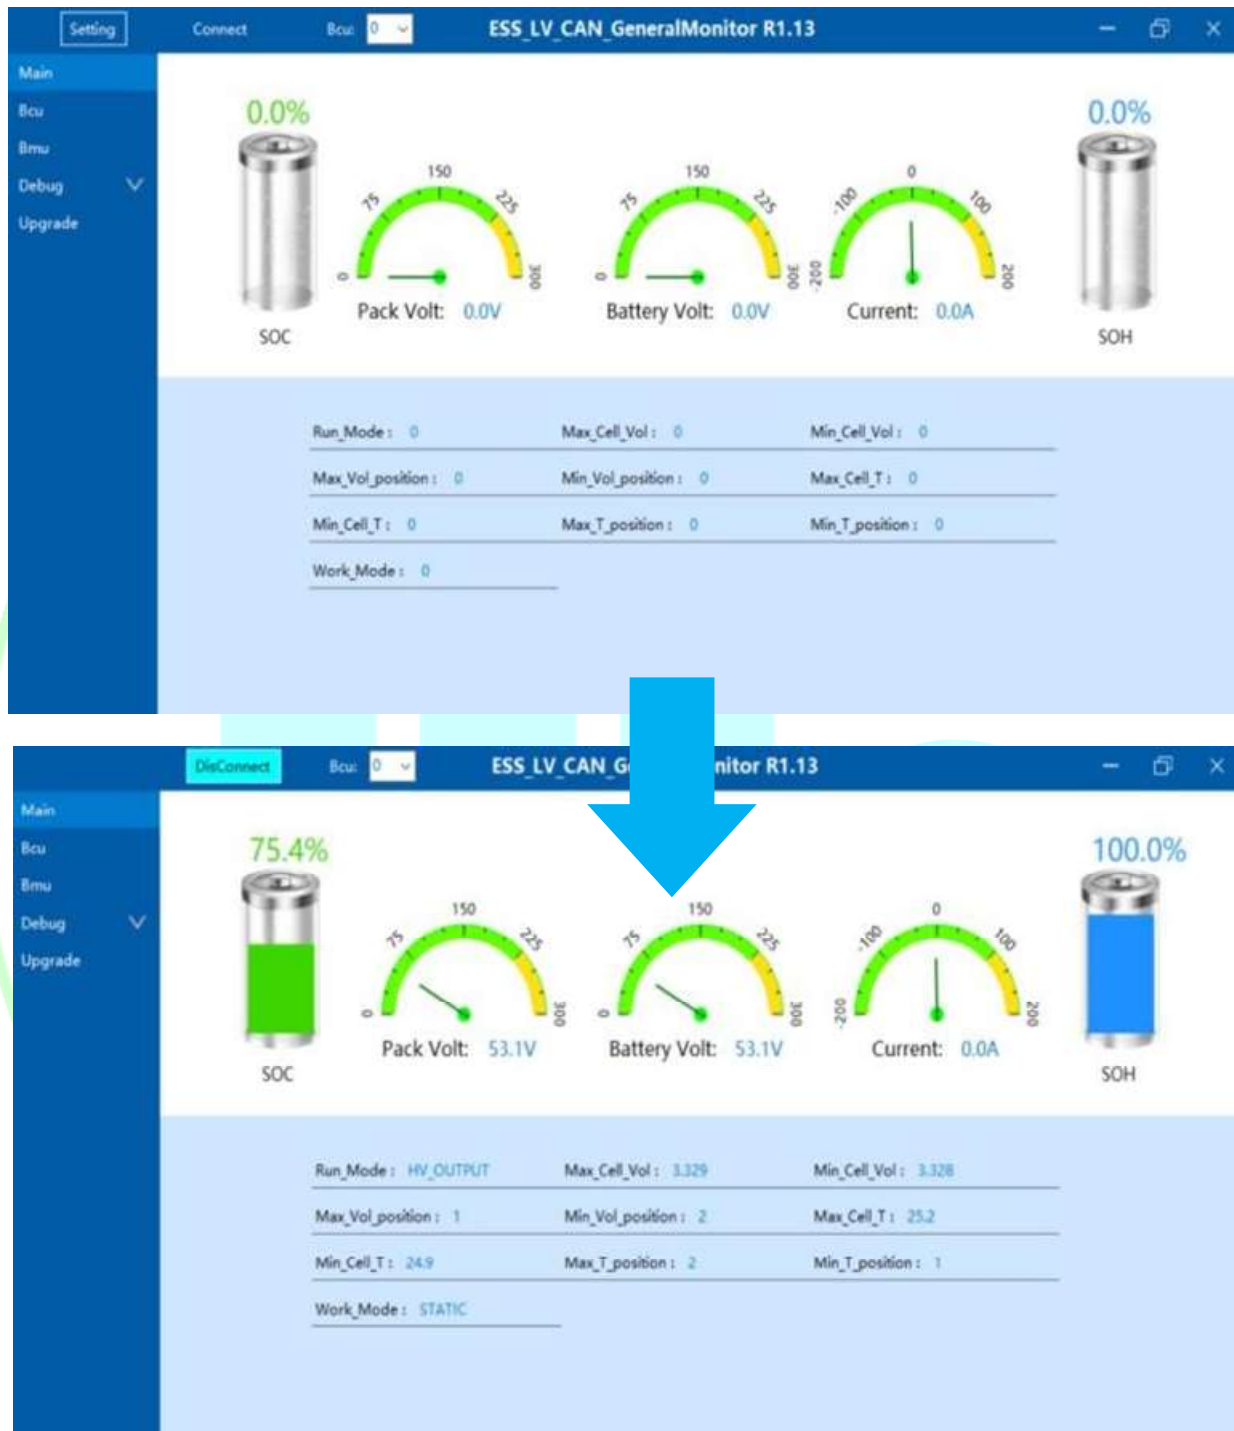 Setting Connect Bcu: 0 ESS_LV_CAN_GeneralMonitor R1.13
Main
Bcu
Bmu
Debug
Upgrade
0.0%
SOC
0 75 150 225 300
Pack Volt: 0.0V
0 75 150 225 300
Battery Volt: 0.0V
-200 -100 0 100 200
Current: 0.0A
0.0%
SOH
Run_Mode : 0 Max_Cell_Vol : 0 Min_Cell_Vol : 0
Max_Vol_position : 0 Min_Vol_position : 0 Max_Cell_T : 0
Min_Cell_T : 0 Max_T_position : 0 Min_T_position : 0
Work_Mode : 0
DisConnect Bcu: 0 ESS_LV_CAN_G nitor R1.13
Main
Bcu
Bmu
Debug
Upgrade
75.4%
SOC
0 75 150 225 300
Pack Volt: 53.1V
0 75 150 225 300
Battery Volt: 53.1V
-200 -100 0 100 200
Current: 0.0A
100.0%
SOH
Run_Mode : HV_OUTPUT Max_Cell_Vol : 3.329 Min_Cell_Vol : 3.328
Max_Vol_position : 1 Min_Vol_position : 2 Max_Cell_T : 25.2
Min_Cell_T : 24.9 Max_T_position : 2 Min_T_position : 1
Work_Mode : STATIC